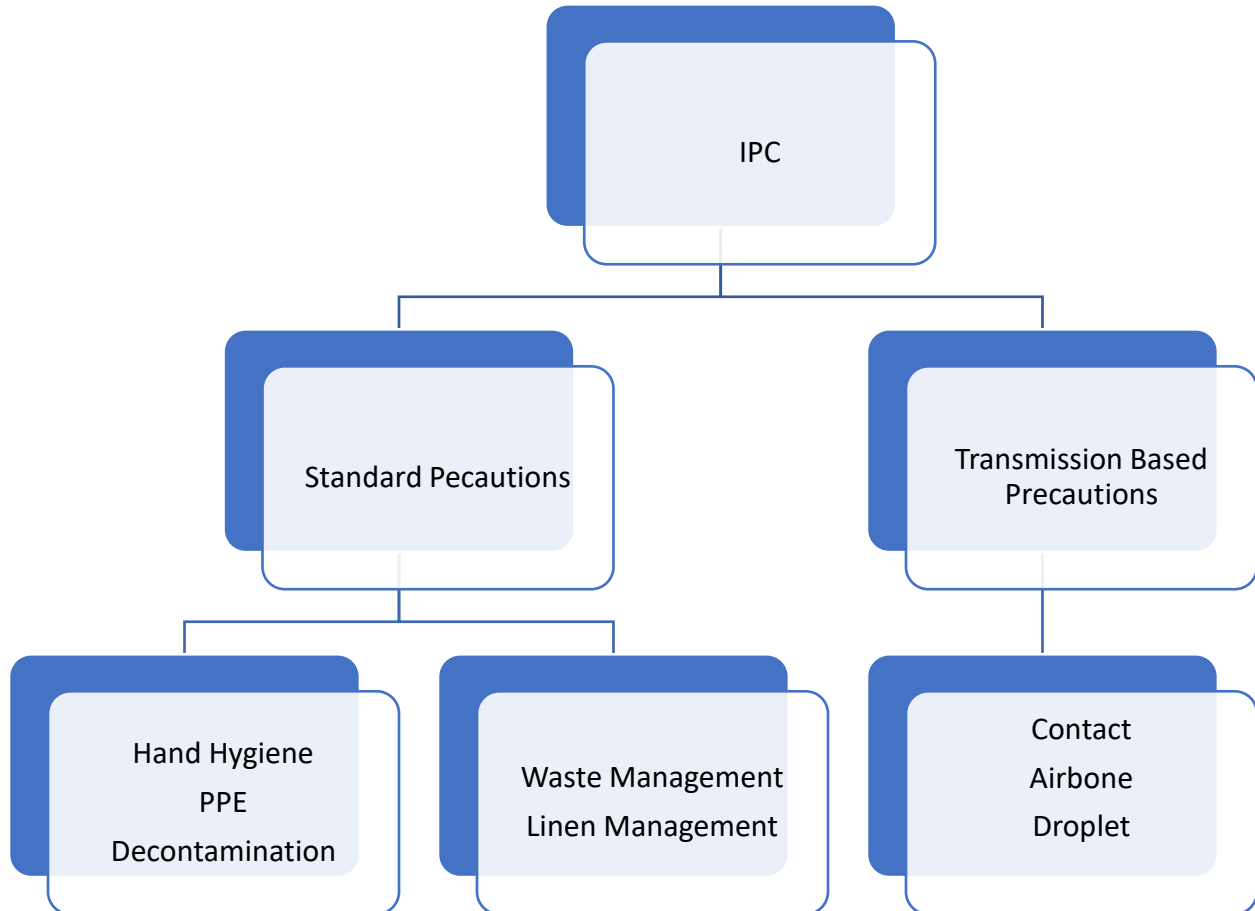 IPC
Standard Pecautions
Transmission Based
Precautions
Hand Hygiene
PPE
Decontamination
Waste Management
Linen Management
Contact
Airbone
Droplet